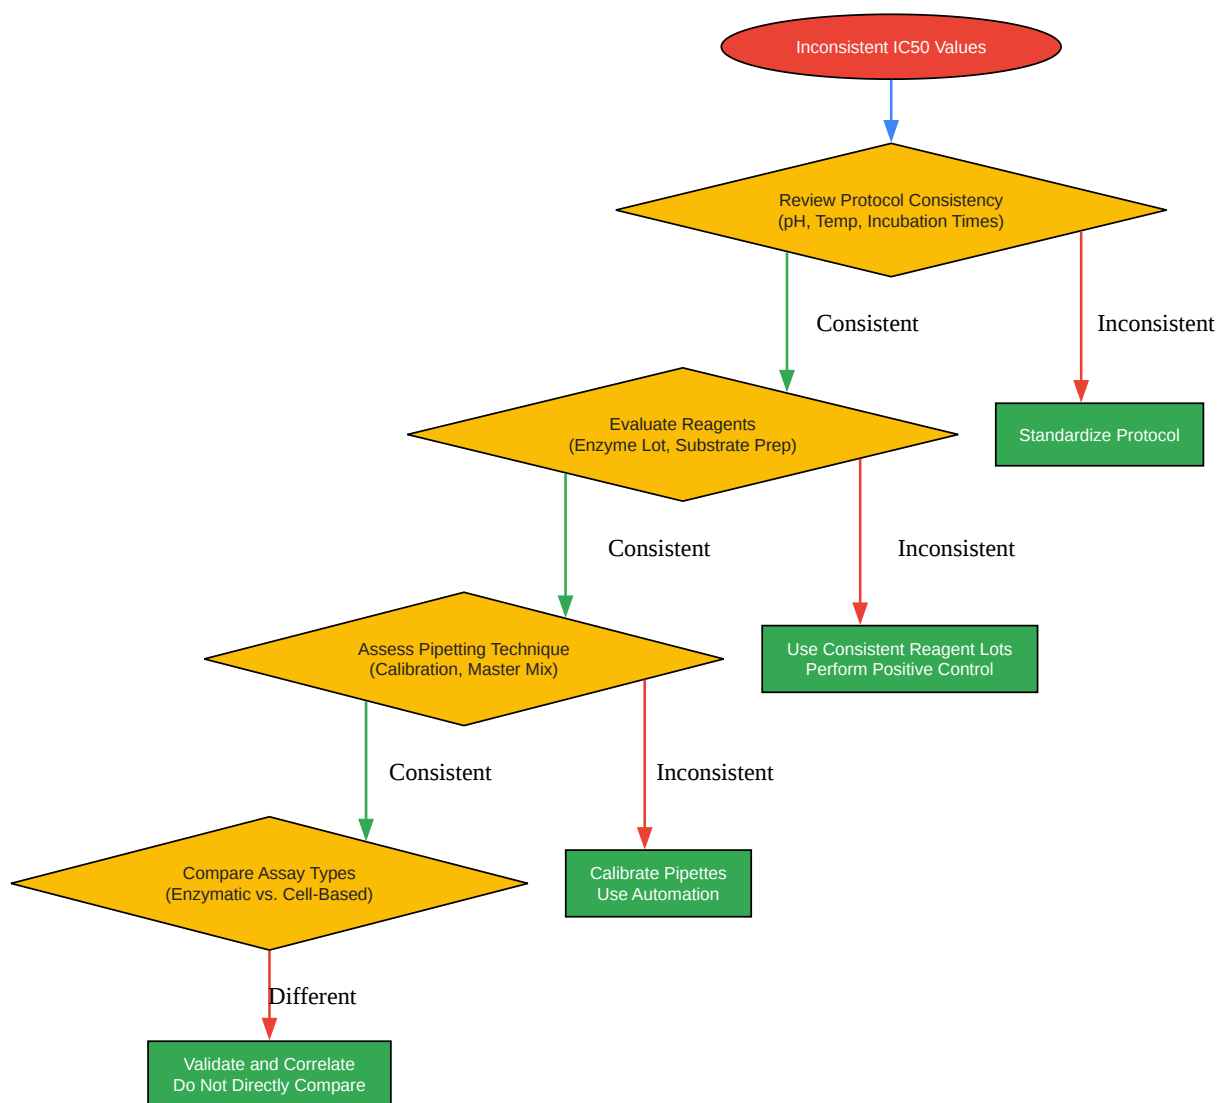 Inconsistent IC50 Values
Review Protocol Consistency
(pH, Temp, Incubation Times)
Consistent
Inconsistent
Evaluate Reagents
(Enzyme Lot, Substrate Prep)
Standardize Protocol
Consistent
Inconsistent
Assess Pipetting Technique
(Calibration, Master Mix)
Use Consistent Reagent Lots
Perform Positive Control
Consistent
Inconsistent
Compare Assay Types
(Enzymatic vs. Cell-Based)
Calibrate Pipettes
Use Automation
Different
Validate and Correlate
Do Not Directly Compare